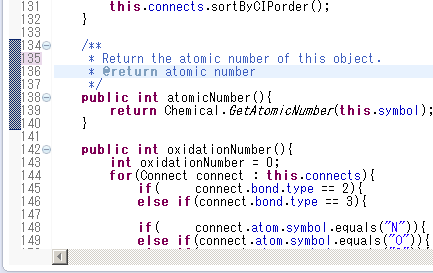 131 this.connects.sortByCIPorder();
132 }
133
134 /**
135 * Return the atomic number of this object.
136 * @return atomic number
137 */
138 public int atomicNumber(){
139 return Chemical.GetAtomicNumber(this.symbol);
140 }
141
142 public int oxidationNumber(){
143 int oxidationNumber = 0;
144 for(Connect connect : this.connects){
145 if( connect.bond.type == 2){
146 else if(connect.bond.type == 3){
147
148 if( connect.atom.symbol.equals("N")){
149 else if(connect.atom.symbol.equals("O")){